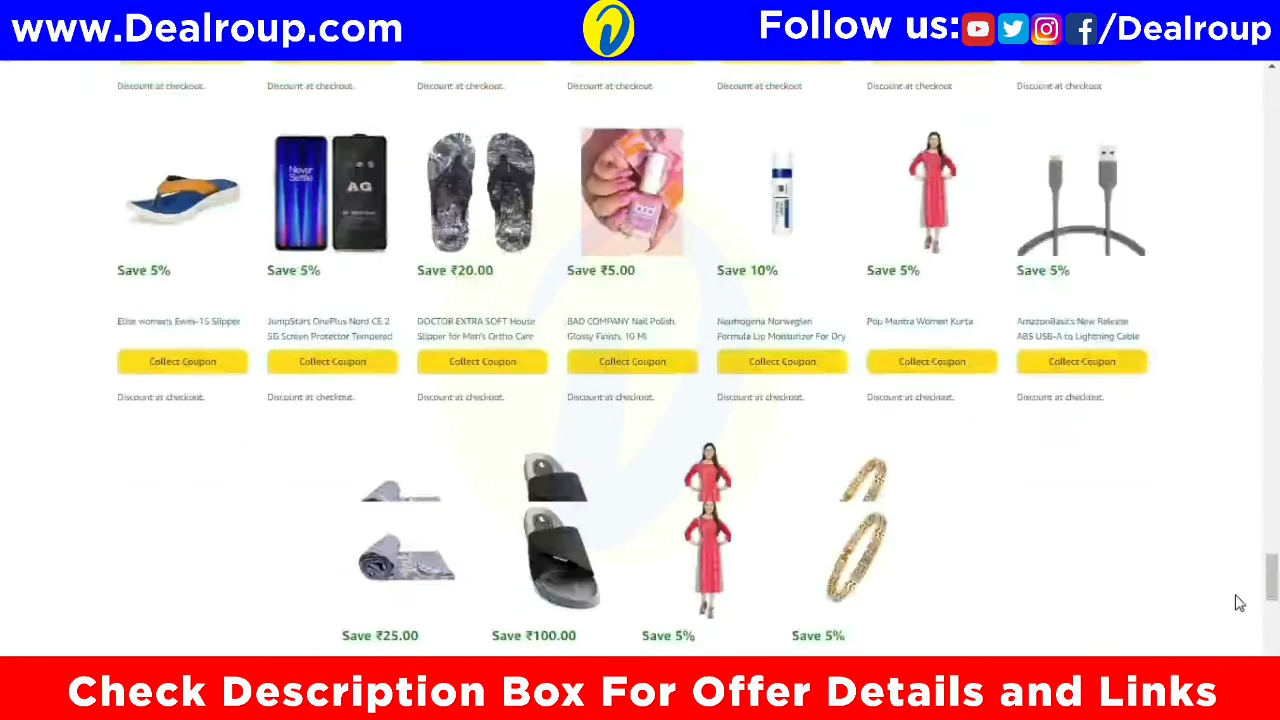 www.Dealroup.com
Follow us: /Dealroup
Discount at checkout. Discount at checkout. Discount at checkout. Discount at checkout. Discount at checkout Discount at checkout Discount at checkout
Never
Settle
AG
Save 5% Save 5% Save ₹20.00 Save ₹5.00 Save 10% Save 5% Save 5%
Elise womens Ewes-15 Slipper
JumpStart OnePlus Nord CE 2
5G Screen Protector Tempered
DOCTOR EXTRA SOFT House
Slipper for Men's Ortho Care
BAD COMPANY Nail Polish,
Glossy Finish, 10 Ml
Neutrogena Norwegian
Formula Lip Moisturizer For Dry
Pop Mantra Women Kurta
AmazonBasics New Release
ABS USB-A to Lightning Cable
Collect Coupon Collect Coupon Collect Coupon Collect Coupon Collect Coupon Collect Coupon Collect Coupon
Discount at checkout. Discount at checkout. Discount at checkout. Discount at checkout. Discount at checkout. Discount at checkout. Discount at checkout.
Save ₹25.00 Save ₹100.00 Save 5% Save 5%
Check Description Box For Offer Details and Links